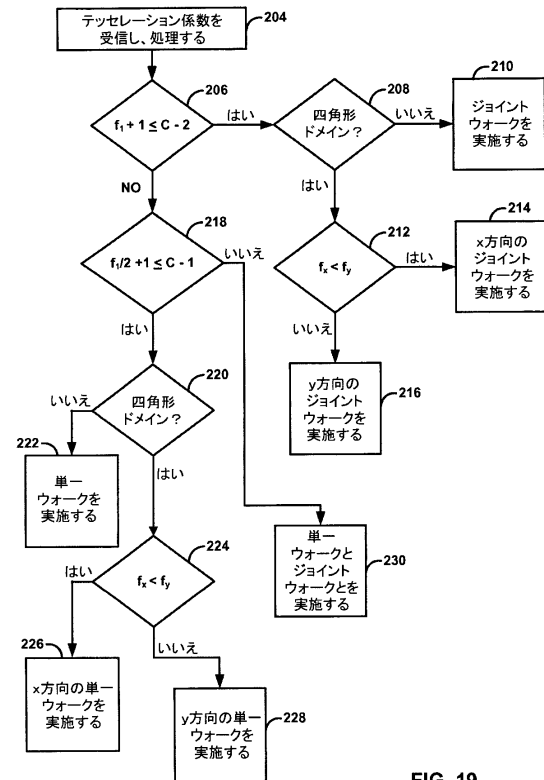 テッセレーション係数を
受信し、処理する
204
206
f1 + 1 ≤ C - 2
はい
208
四角形
ドメイン？
いいえ
210
ジョイント
ウォークを
実施する
NO
はい
218
f1/2 +1 ≤ C - 1
いいえ
212
fx < fy
はい
214
x方向の
ジョイント
ウォークを
実施する
はい
いいえ
216
y方向の
ジョイント
ウォークを
実施する
220
四角形
ドメイン？
いいえ
222
単一
ウォークを
実施する
はい
224
fx < fy
はい
230
単一
ウォークと
ジョイント
ウォークとを
実施する
226
x方向の単一
ウォークを
実施する
いいえ
228
y方向の単一
ウォークを
実施する
FIG. 19